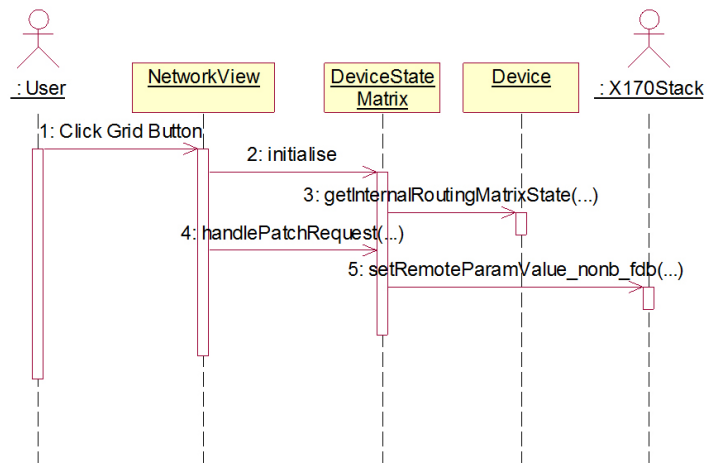 : User
NetworkView
DeviceState
Matrix
Device
: X170Stack
1: Click Grid Button
2: initialise
3: getInternalRoutingMatrixState(...)
4: handlePatchRequest(...)
5: setRemoteParamValue_nonb_fdb(...)